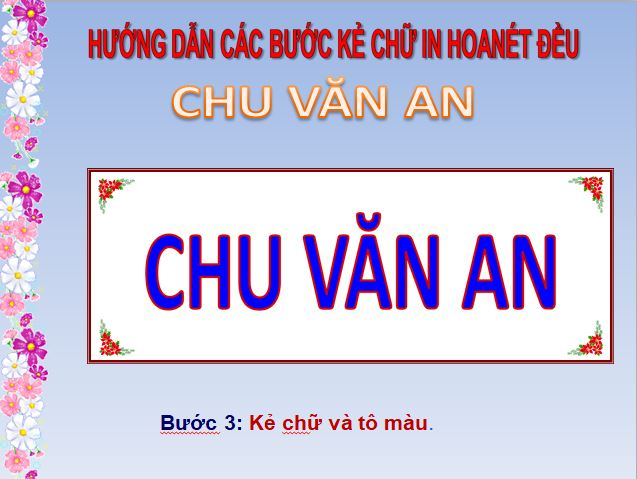 HƯỚNG DẪN CÁC BƯỚC KẺ CHỮ IN HOANÉT ĐỀU
CHU VĂN AN
CHU VĂN AN
Bước 3: Kẻ chữ và tô màu.